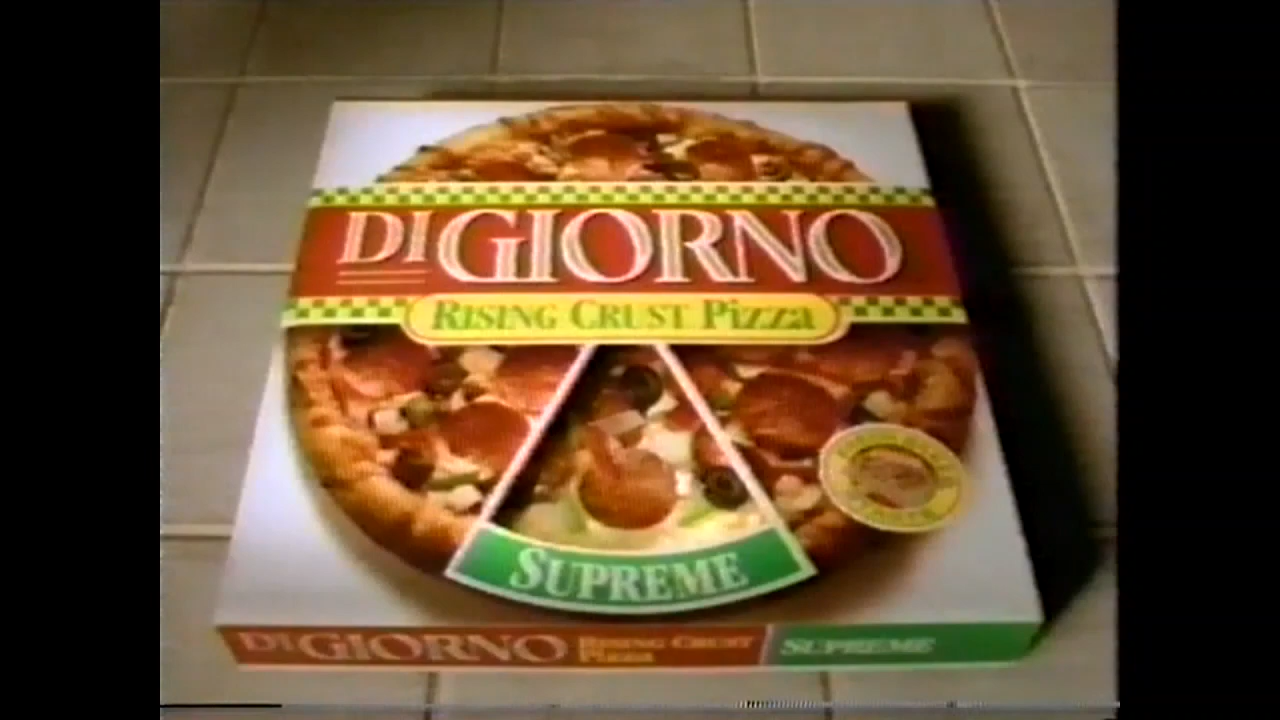 DIGIORNO
RISING CRUST PIZZA
SUPREME
DIGIORNO RISING CRUST PIZZA SUPREME